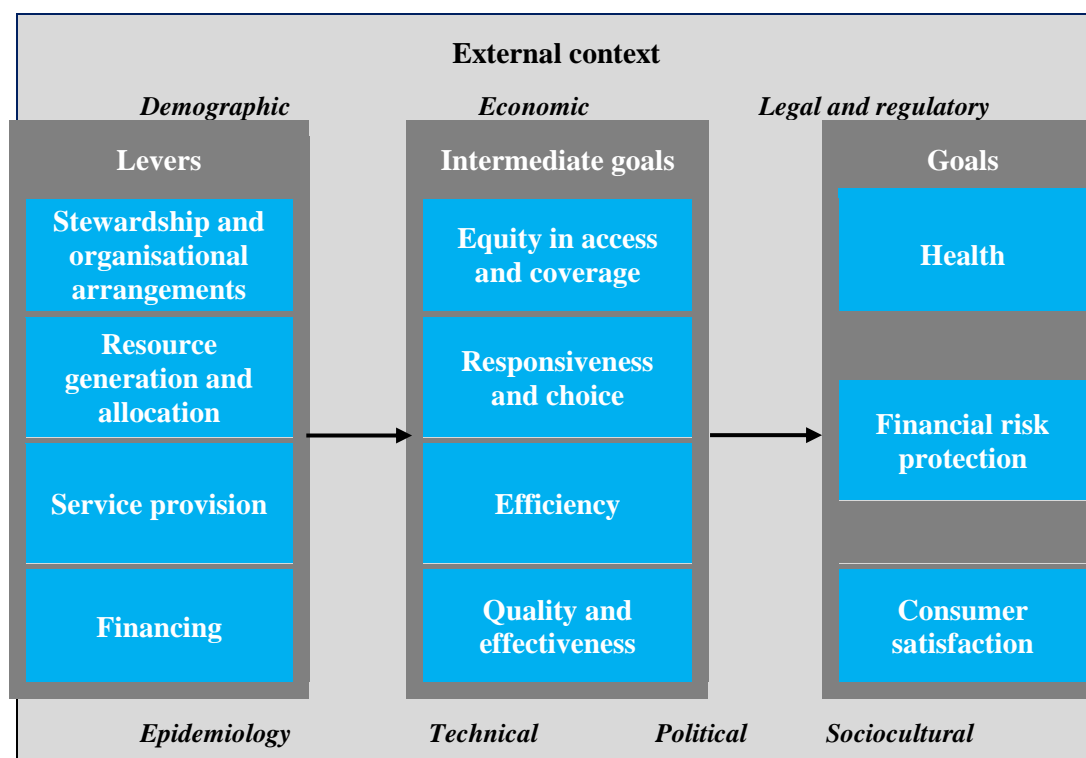 External context
Demographic
Economic
Legal and regulatory
Levers
Stewardship and
organisational
arrangements
Resource
generation and
allocation
Service provision
Financing
Intermediate goals
Equity in access
and coverage
Responsiveness
and choice
Efficiency
Quality and
effectiveness
Goals
Health
Financial risk
protection
Consumer
satisfaction
Epidemiology
Technical
Political
Sociocultural